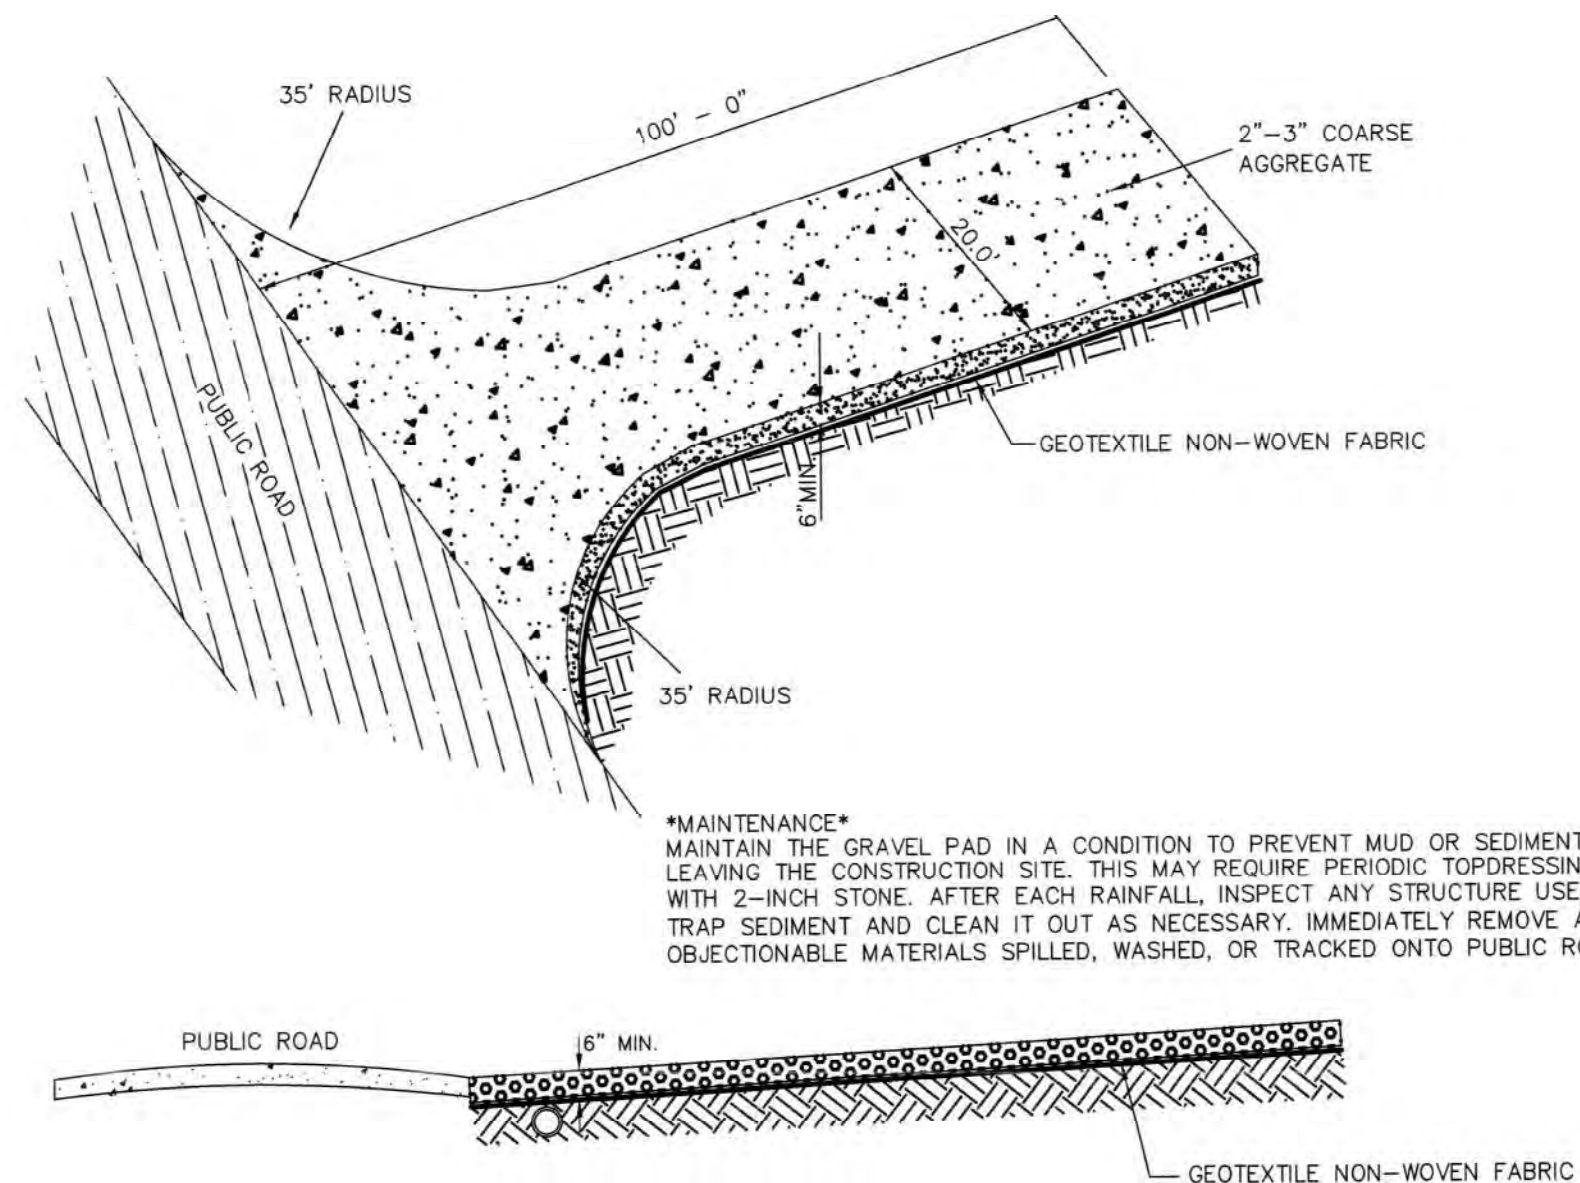 35' RADIUS
100' - 0"
2"-3" COARSE
AGGREGATE
20.0'
PUBLIC ROAD
GEOTEXTILE NON-WOVEN FABRIC
6"MIN.
35' RADIUS
*MAINTENANCE*
MAINTAIN THE GRAVEL PAD IN A CONDITION TO PREVENT MUD OR SEDIMENT
LEAVING THE CONSTRUCTION SITE. THIS MAY REQUIRE PERIODIC TOPDRESSIN
WITH 2-INCH STONE. AFTER EACH RAINFALL, INSPECT ANY STRUCTURE USE
TRAP SEDIMENT AND CLEAN IT OUT AS NECESSARY. IMMEDIATELY REMOVE A
OBJECTIONABLE MATERIALS SPILLED, WASHED, OR TRACKED ONTO PUBLIC RO
PUBLIC ROAD
6" MIN.
GEOTEXTILE NON-WOVEN FABRIC